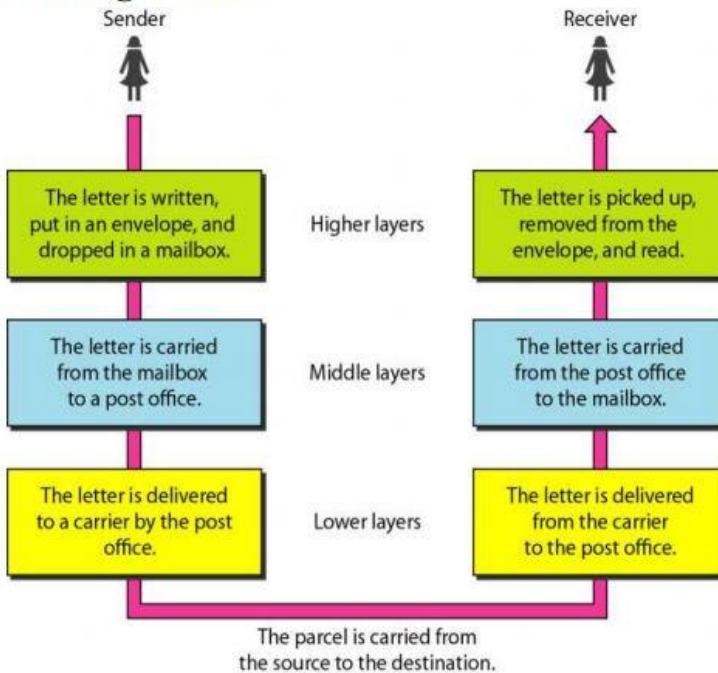 Sender
Receiver
The letter is written,
put in an envelope, and
dropped in a mailbox.
Higher layers
The letter is picked up,
removed from the
envelope, and read.
The letter is carried
from the mailbox
to a post office.
Middle layers
The letter is carried
from the post office
to the mailbox.
The letter is delivered
to a carrier by the post
office.
Lower layers
The letter is delivered
from the carrier
to the post office.
The parcel is carried from
the source to the destination.